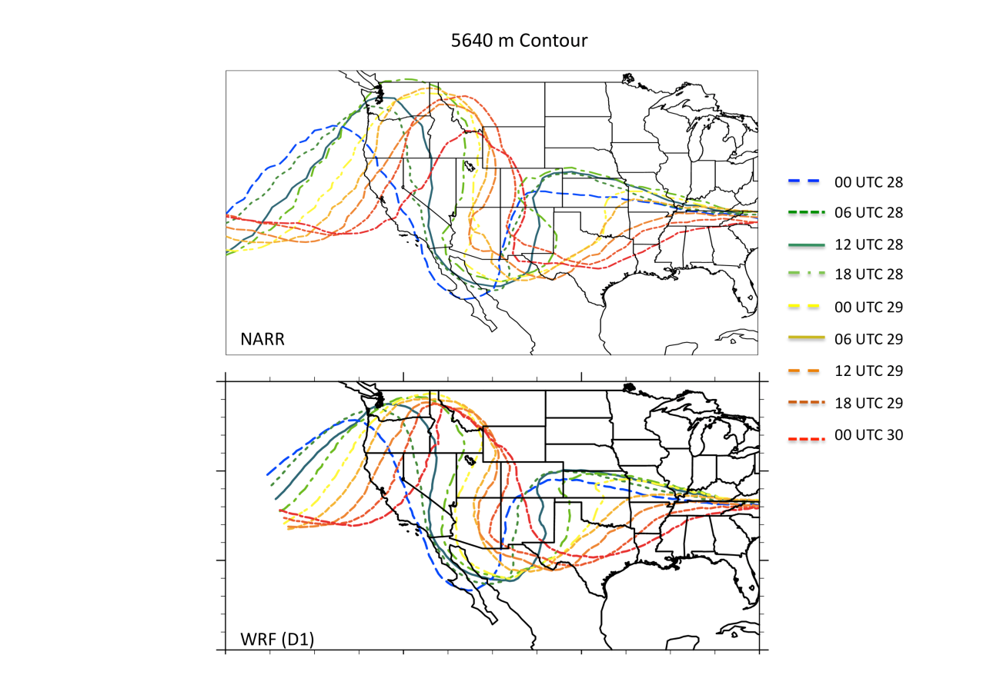 5640 m Contour
NARR
00 UTC 28
06 UTC 28
12 UTC 28
18 UTC 28
00 UTC 29
06 UTC 29
12 UTC 29
18 UTC 29
00 UTC 30
WRF (D1)